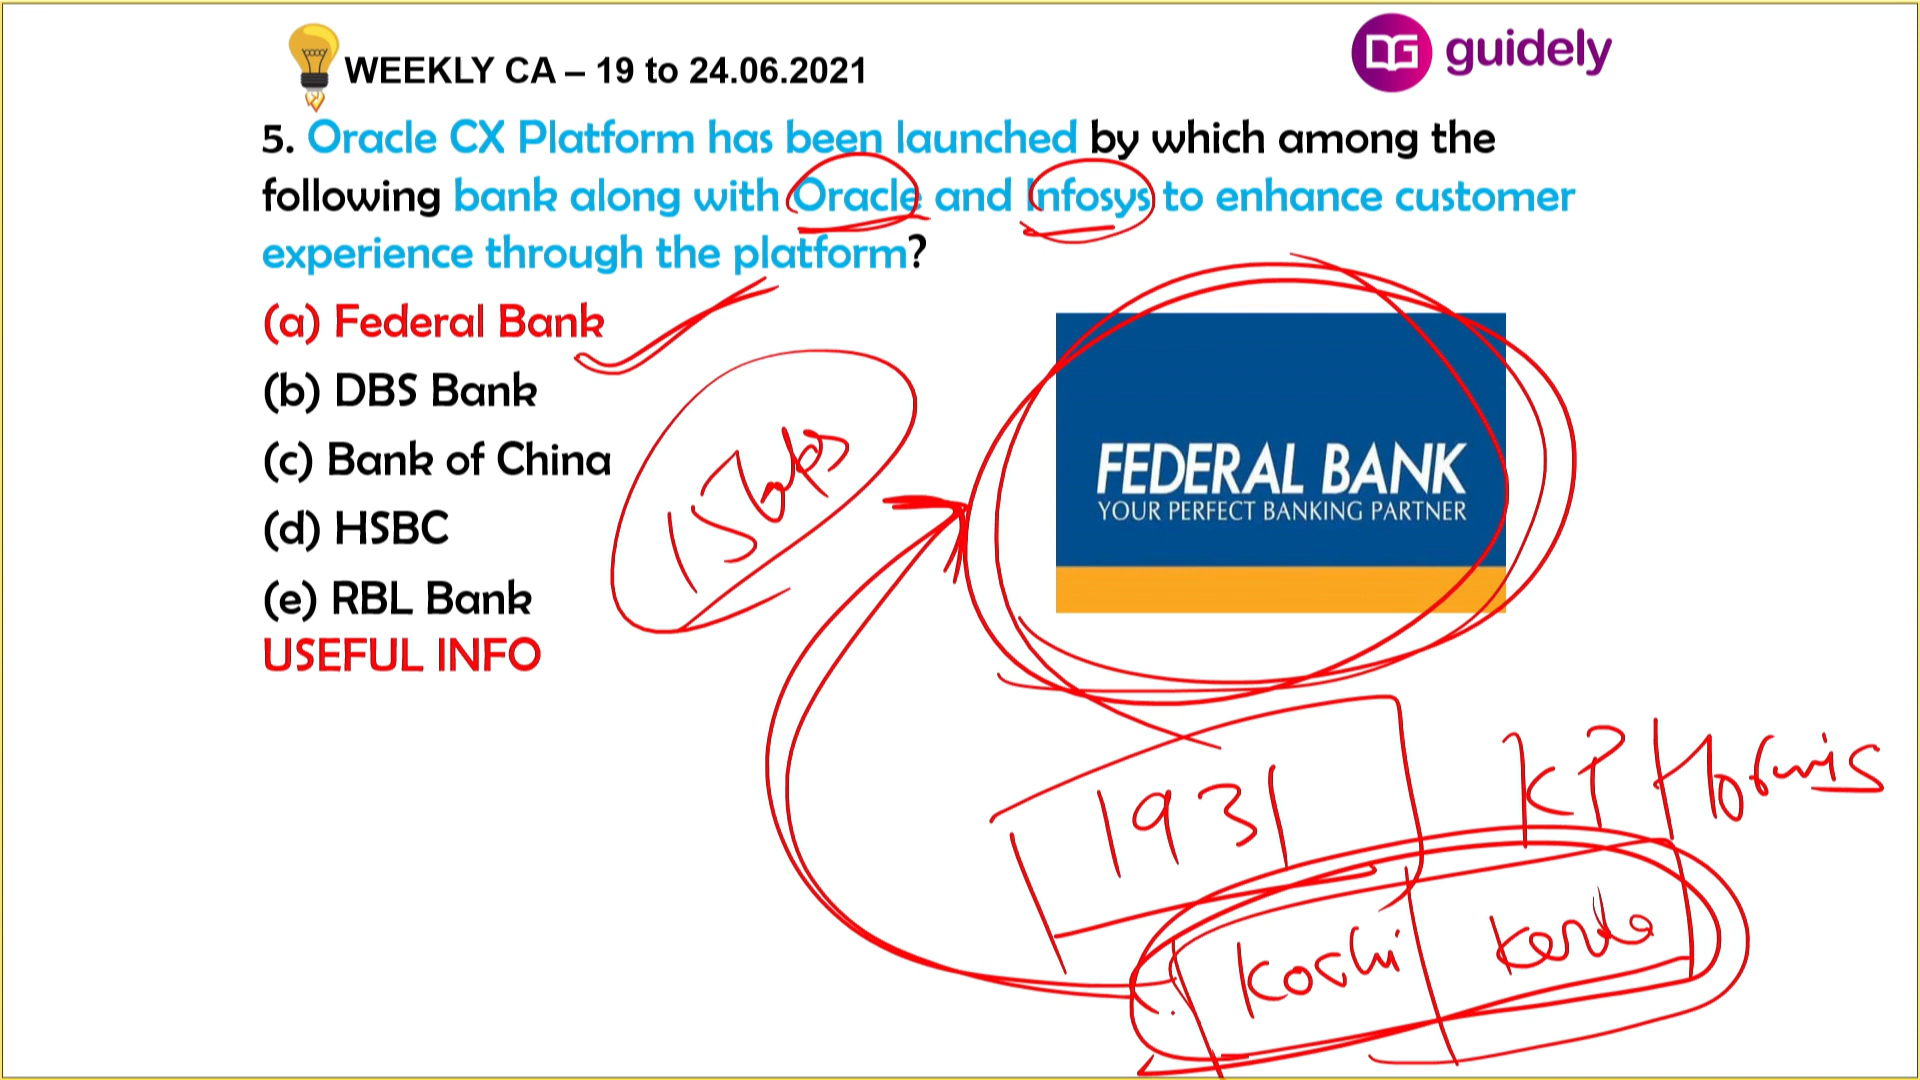 WEEKLY CA – 19 to 24.06.2021
guidely
5. Oracle CX Platform has been launched by which among the
following bank along with Oracle and Infosys to enhance customer
experience through the platform?
(a) Federal Bank
(b) DBS Bank
(c) Bank of China
(d) HSBC
(e) RBL Bank
USEFUL INFO
FEDERAL BANK
YOUR PERFECT BANKING PARTNER
1931
KP Hormis
Kochi